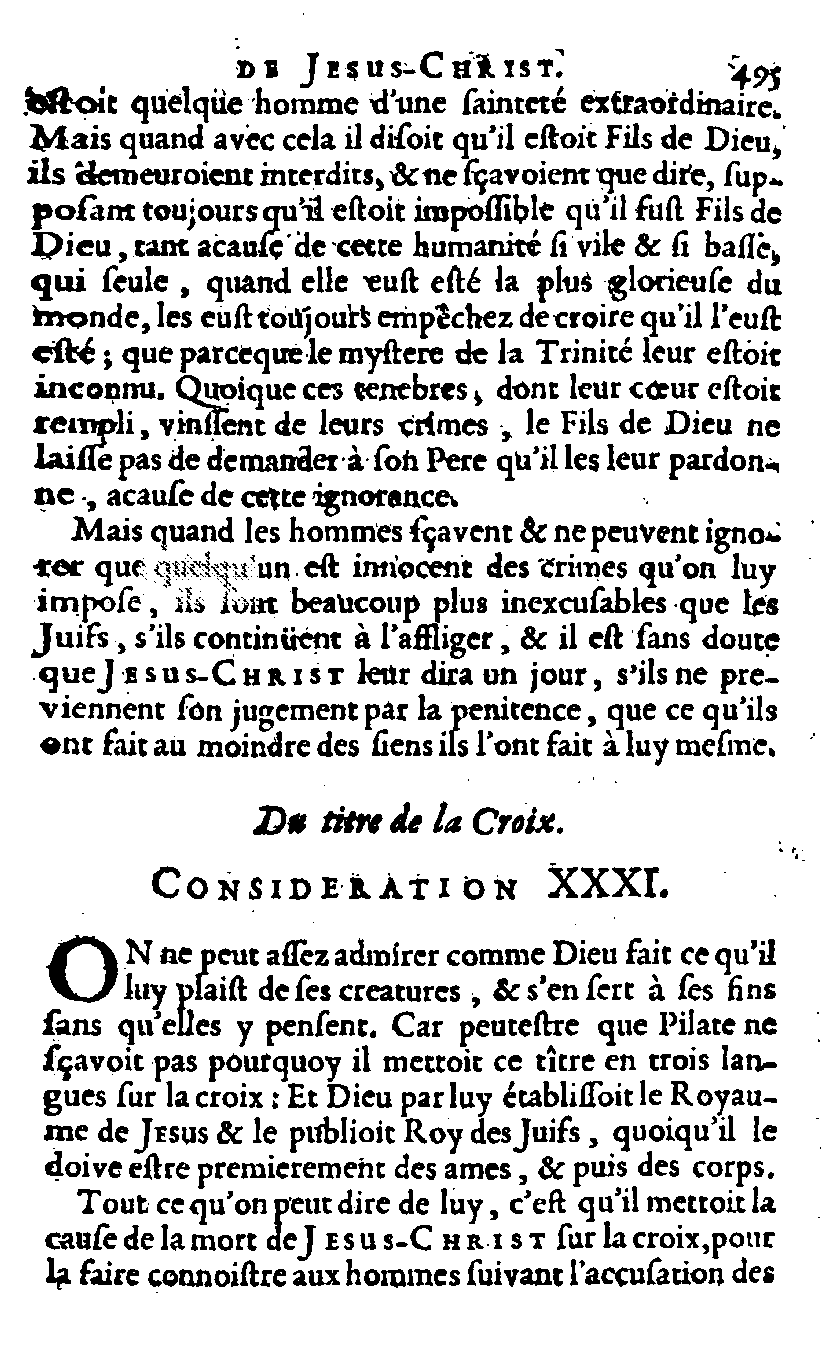 DE JESUS-CHRIST. 495
estoit quelque homme d'une ſainteté extraordinaire.
Mais quand avec cela il diſoit qu'il eſtoit Fils de Dieu,
ils demeuroient interdits, & ne ſçavoient que dire, ſup-
poſant toujours qu'il eſtoit impoſſible qu'il fuſt Fils de
Dieu, tant acauſe de cette humanité ſi vile & ſi baſſe,
qui ſeule, quand elle euſt eſté la plus glorieuſe du
monde, les euſt toûjours empêchez de croire qu'il l'euſt
eſté; que parceque le myſtere de la Trinité leur eſtoit
inconnu. Quoique ces tenebres, dont leur cœur eſtoit
rempli, vinſſent de leurs crimes, le Fils de Dieu ne
laiſſe pas de demander à ſon Pere qu'il les leur pardon-
ne, acauſe de cette ignorance.
Mais quand les hommes ſçavent & ne peuvent igno-
rer que quelqu'un eſt innocent des crimes qu'on luy
impoſe, ils ſont beaucoup plus inexcuſables que les
Juifs, s'ils continüent à l'affliger, & il eſt ſans doute
que JESUS-CHRIST leur dira un jour, s'ils ne pre-
viennent ſon jugement par la penitence, que ce qu'ils
ont fait au moindre des ſiens ils l'ont fait à luy meſme.
Du titre de la Croix.
CONSIDERATION XXXI.
ON ne peut aſſez admirer comme Dieu fait ce qu'il
luy plaiſt de ſes creatures, & s'en ſert à ſes fins
ſans qu'elles y penſent. Car peuteſtre que Pilate ne
ſçavoit pas pourquoy il mettoit ce tître en trois lan-
gues ſur la croix: Et Dieu par luy établiſſoit le Royau-
me de JESUS & le publioit Roy des Juifs, quoiqu'il le
doive eſtre premierement des ames, & puis des corps.
Tout ce qu'on peut dire de luy, c'eſt qu'il mettoit la
cauſe de la mort de JESUS-CHRIST ſur la croix, pour
la faire connoiſtre aux hommes ſuivant l'accuſation des